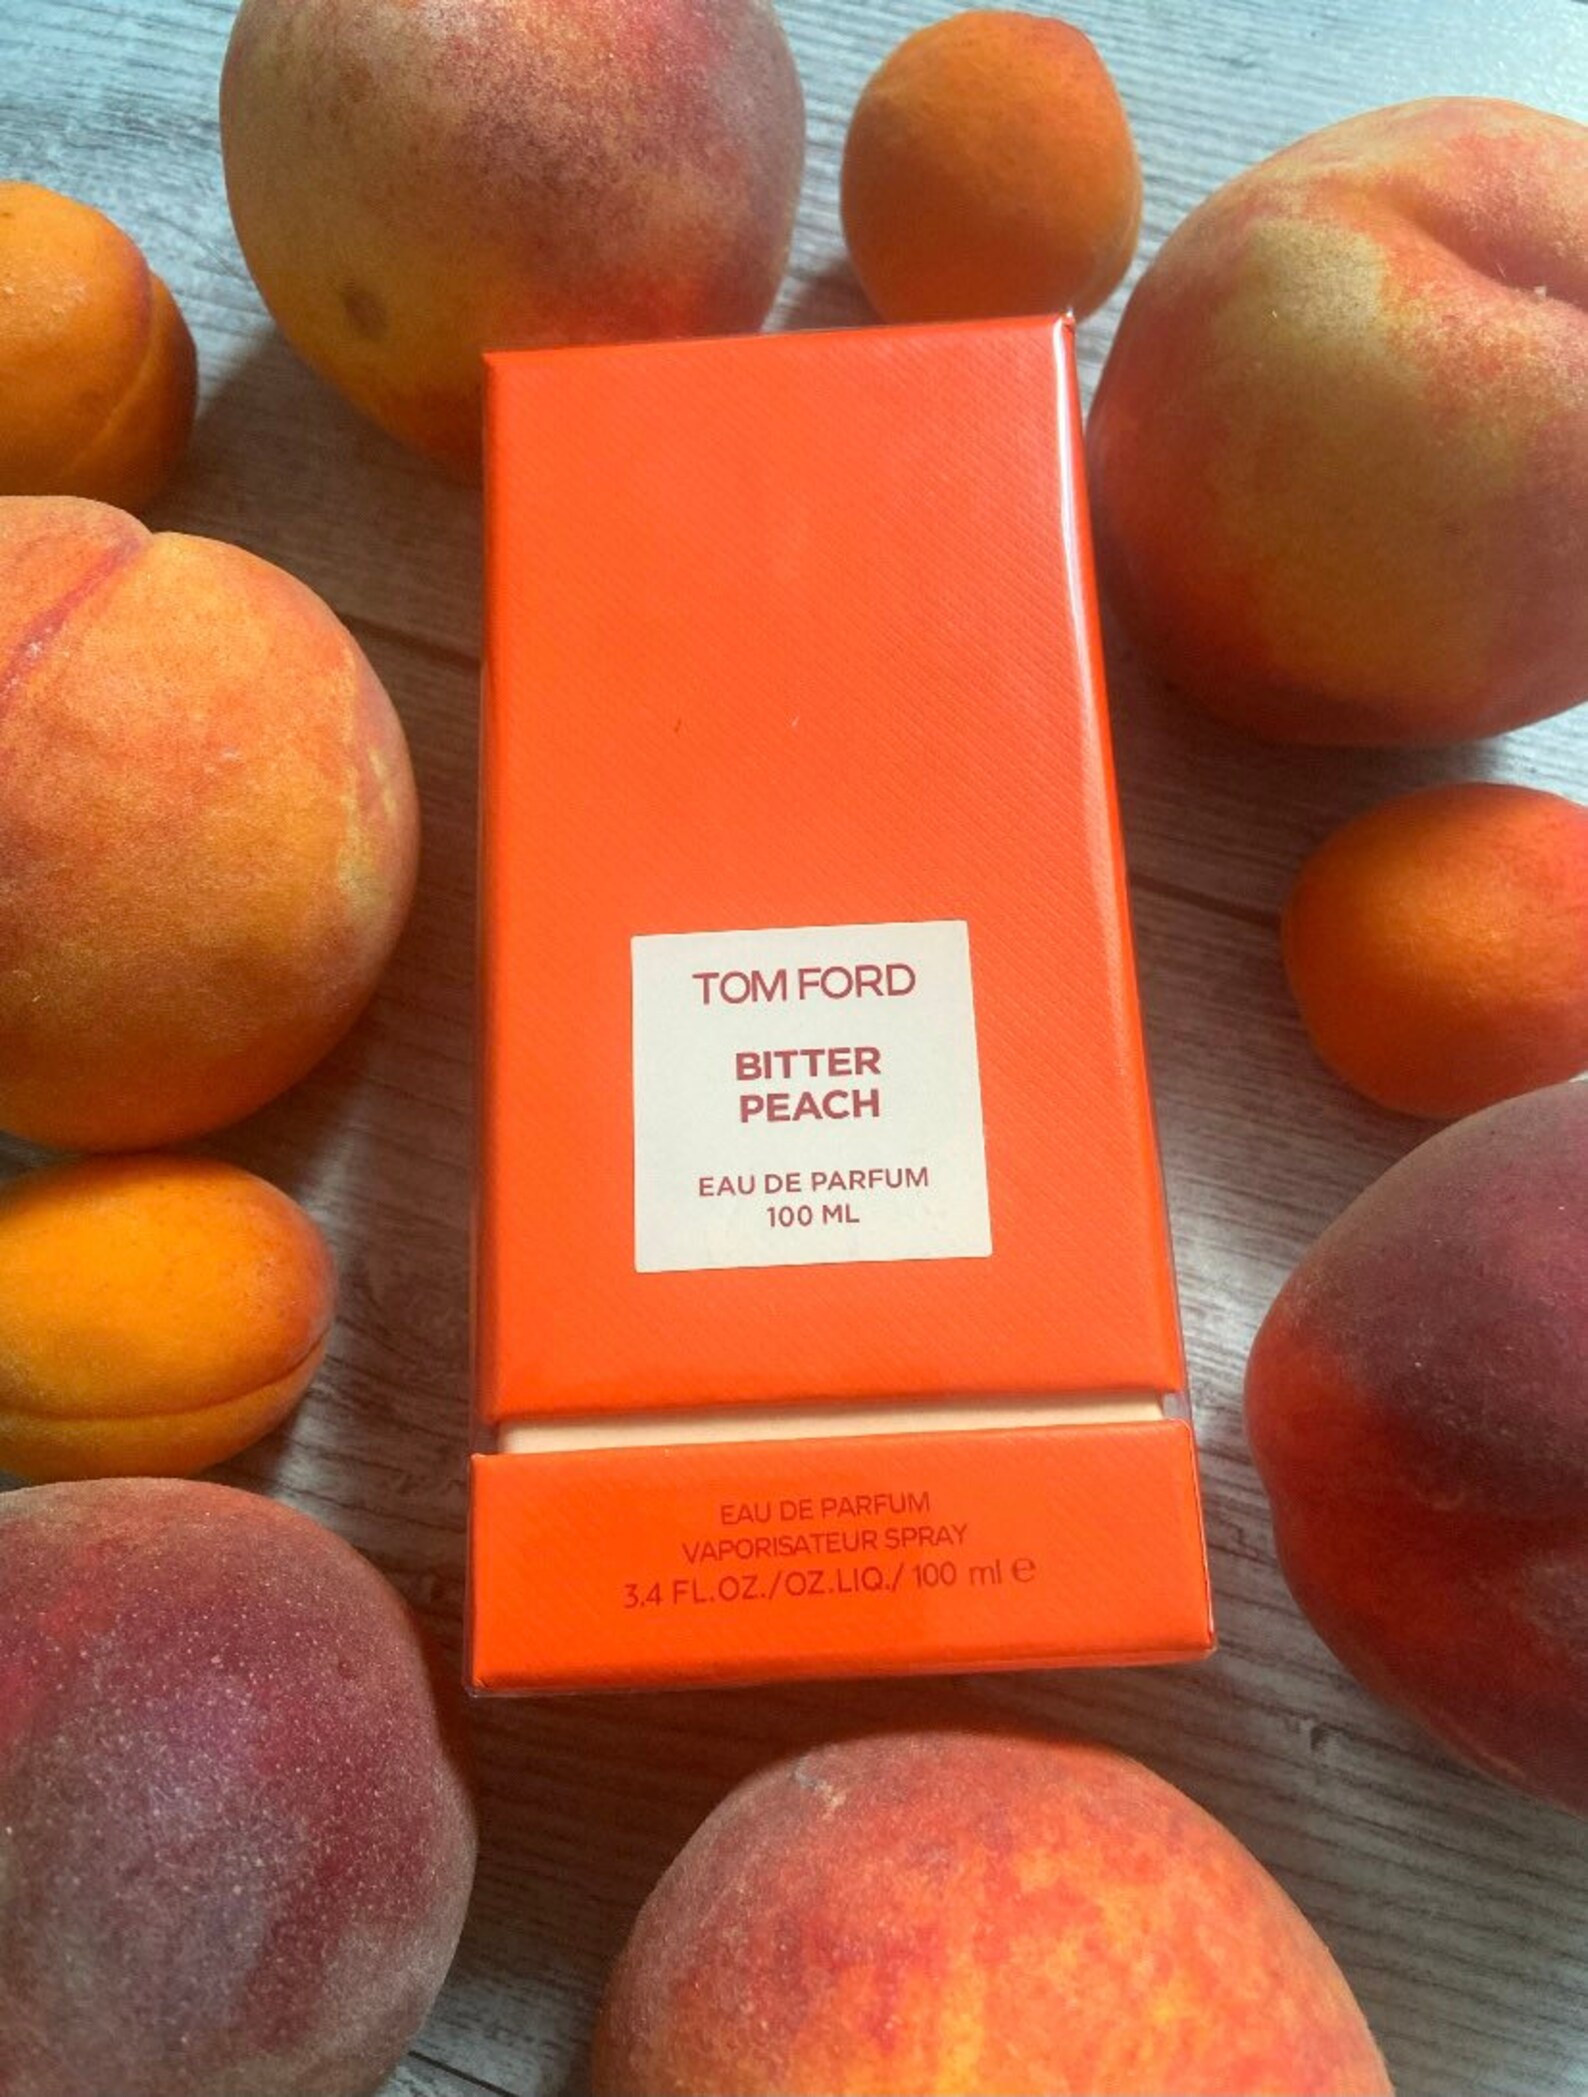 TOM FORD
BITTER
PEACH
EAU DE PARFUM
100 ML
EAU DE PARFUM
VAPORISATEUR SPRAY
3.4 FL.OZ./OZ.LIQ./ 100 ml ℮